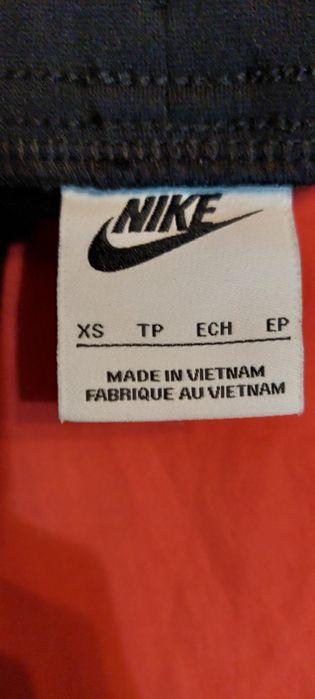 NIKE
XS TP ECH EP
MADE IN VIETNAM
FABRIQUE AU VIETNAM